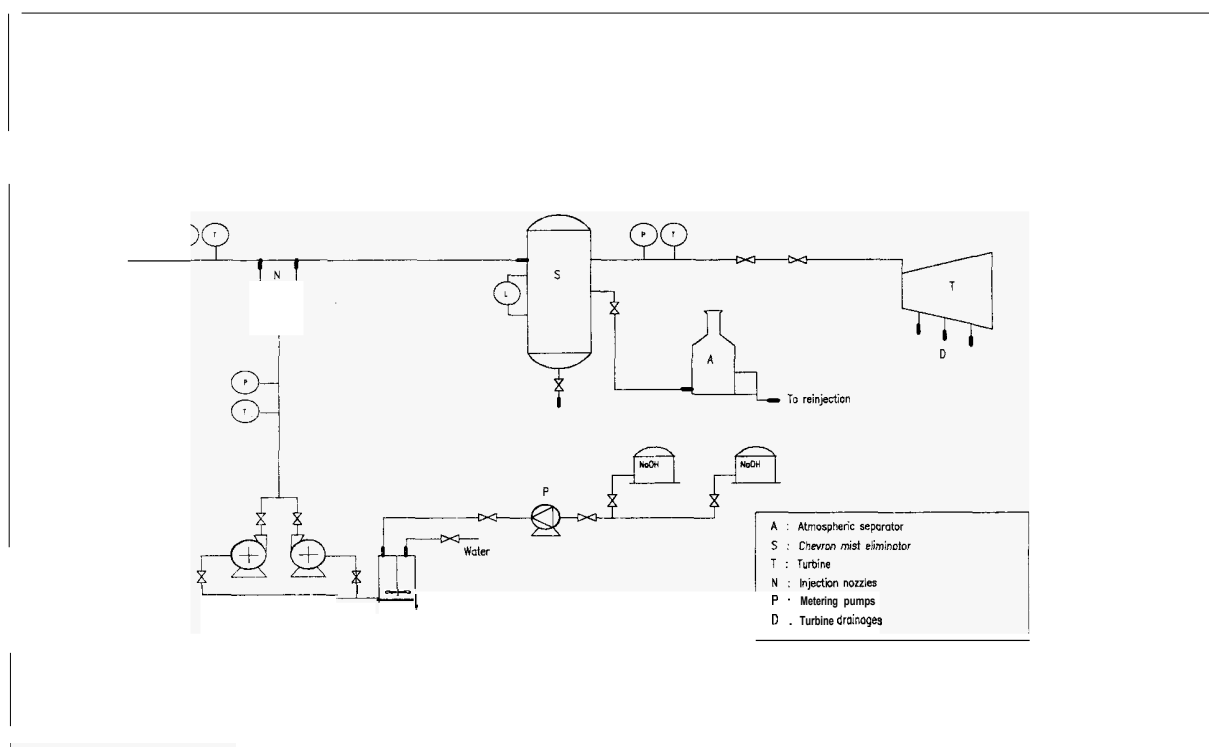 T
P
T
N
S
L
T
A
D
To reinjection
P
T
NaOH
NaOH
P
Water
A : Atmospheric separator
S : Chevron mist eliminator
T : Turbine
N : Injection nozzles
P · Metering pumps
D . Turbine drainages